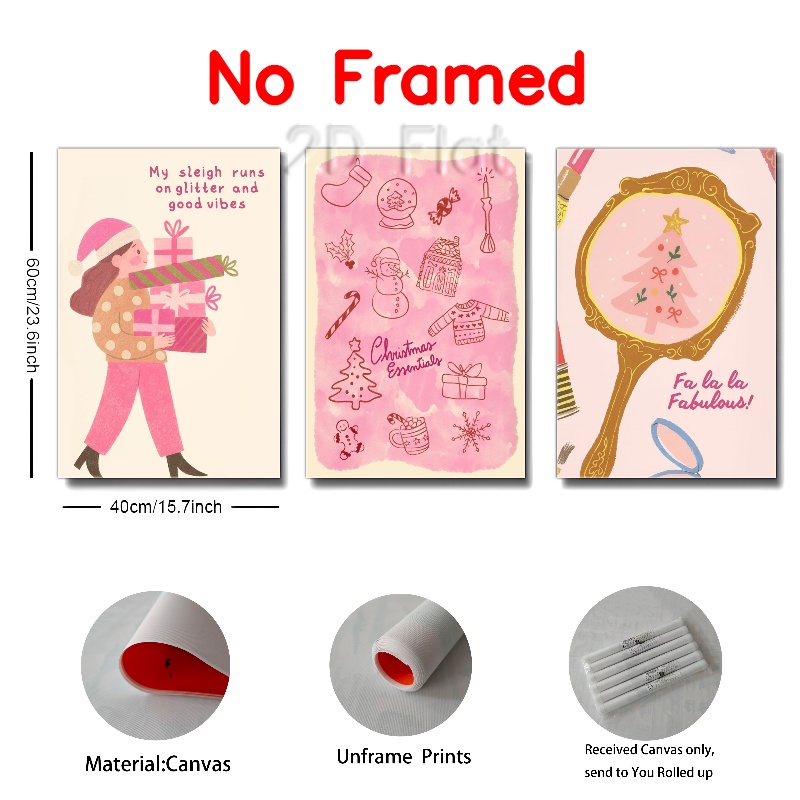 No Framed
2D Flat
My sleigh runs
on glitter and
good vibes
Christmas
Essentials
Fa la la
Fabulous!
60cm/23.6inch
40cm/15.7inch
Material:Canvas
Unframe Prints
Received Canvas only,
send to You Rolled up